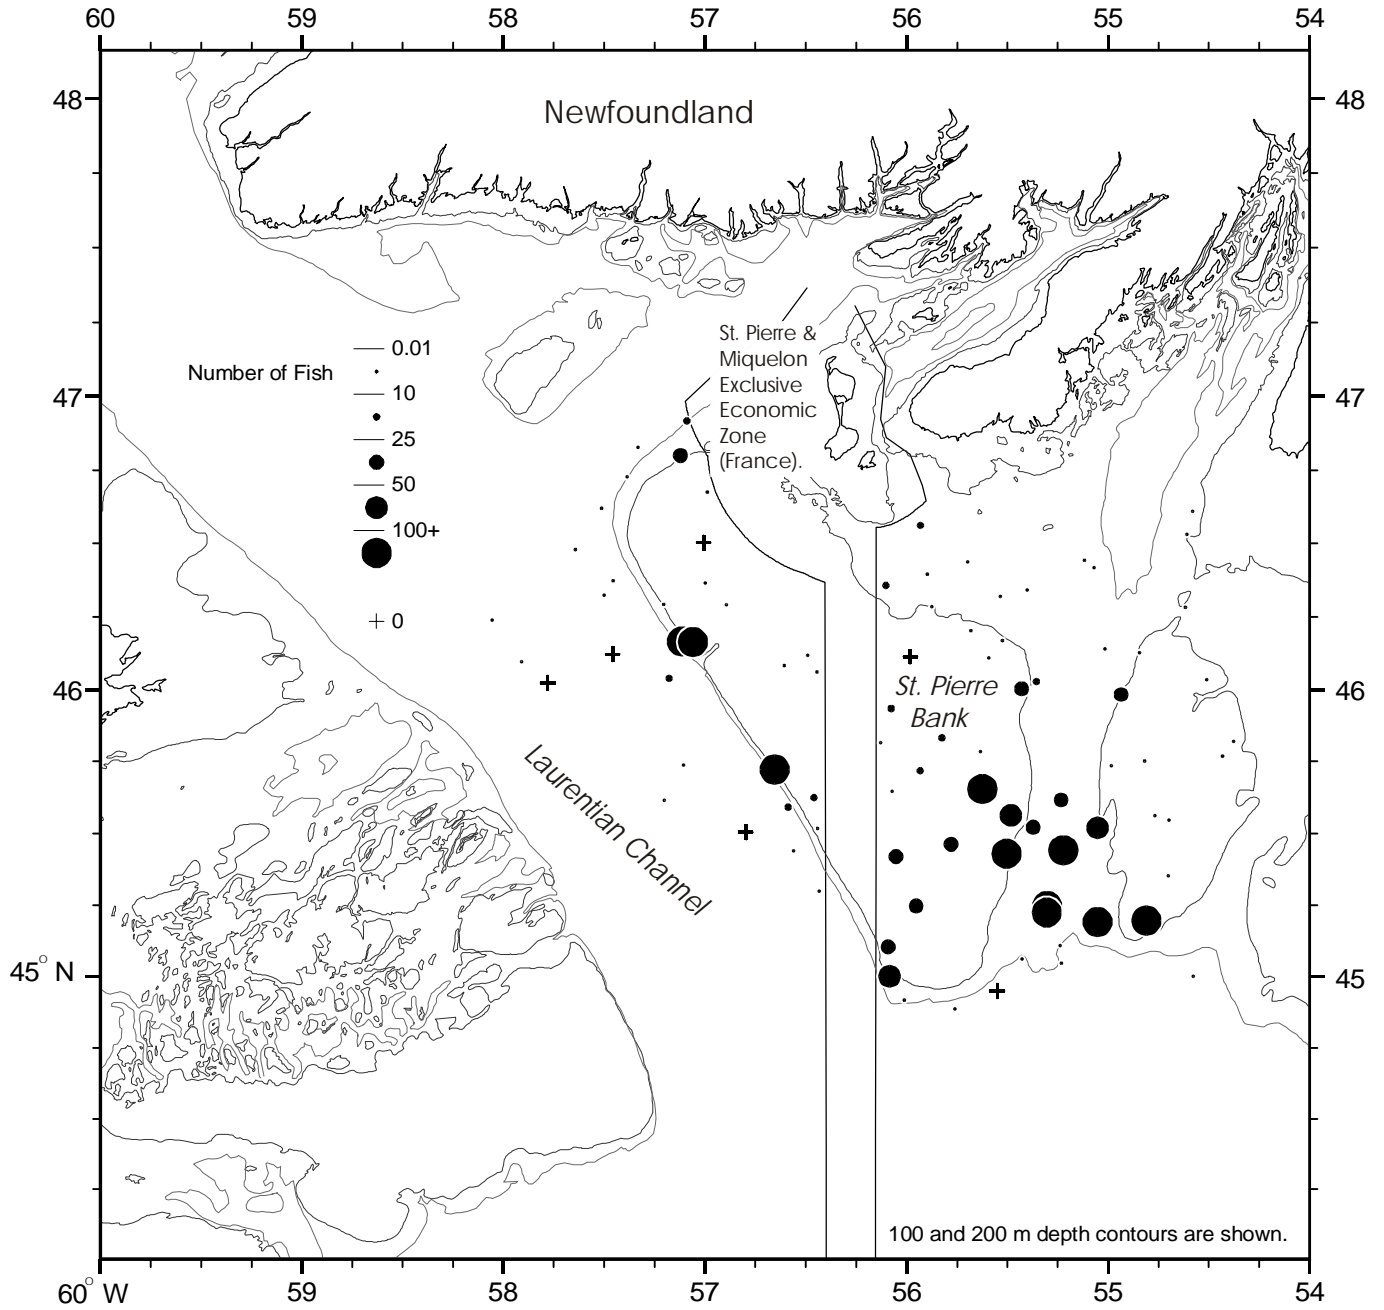 60 59 58 57 56 55 54
48 48
Newfoundland
St. Pierre &
Miquelon
Exclusive
Economic
Zone
(France).
Number of Fish
0.01
10
25
50
100+
0
47 47
46 46
St. Pierre
Bank
Laurentian Channel
45° N 45
100 and 200 m depth contours are shown.
60° W 59 58 57 56 55 54